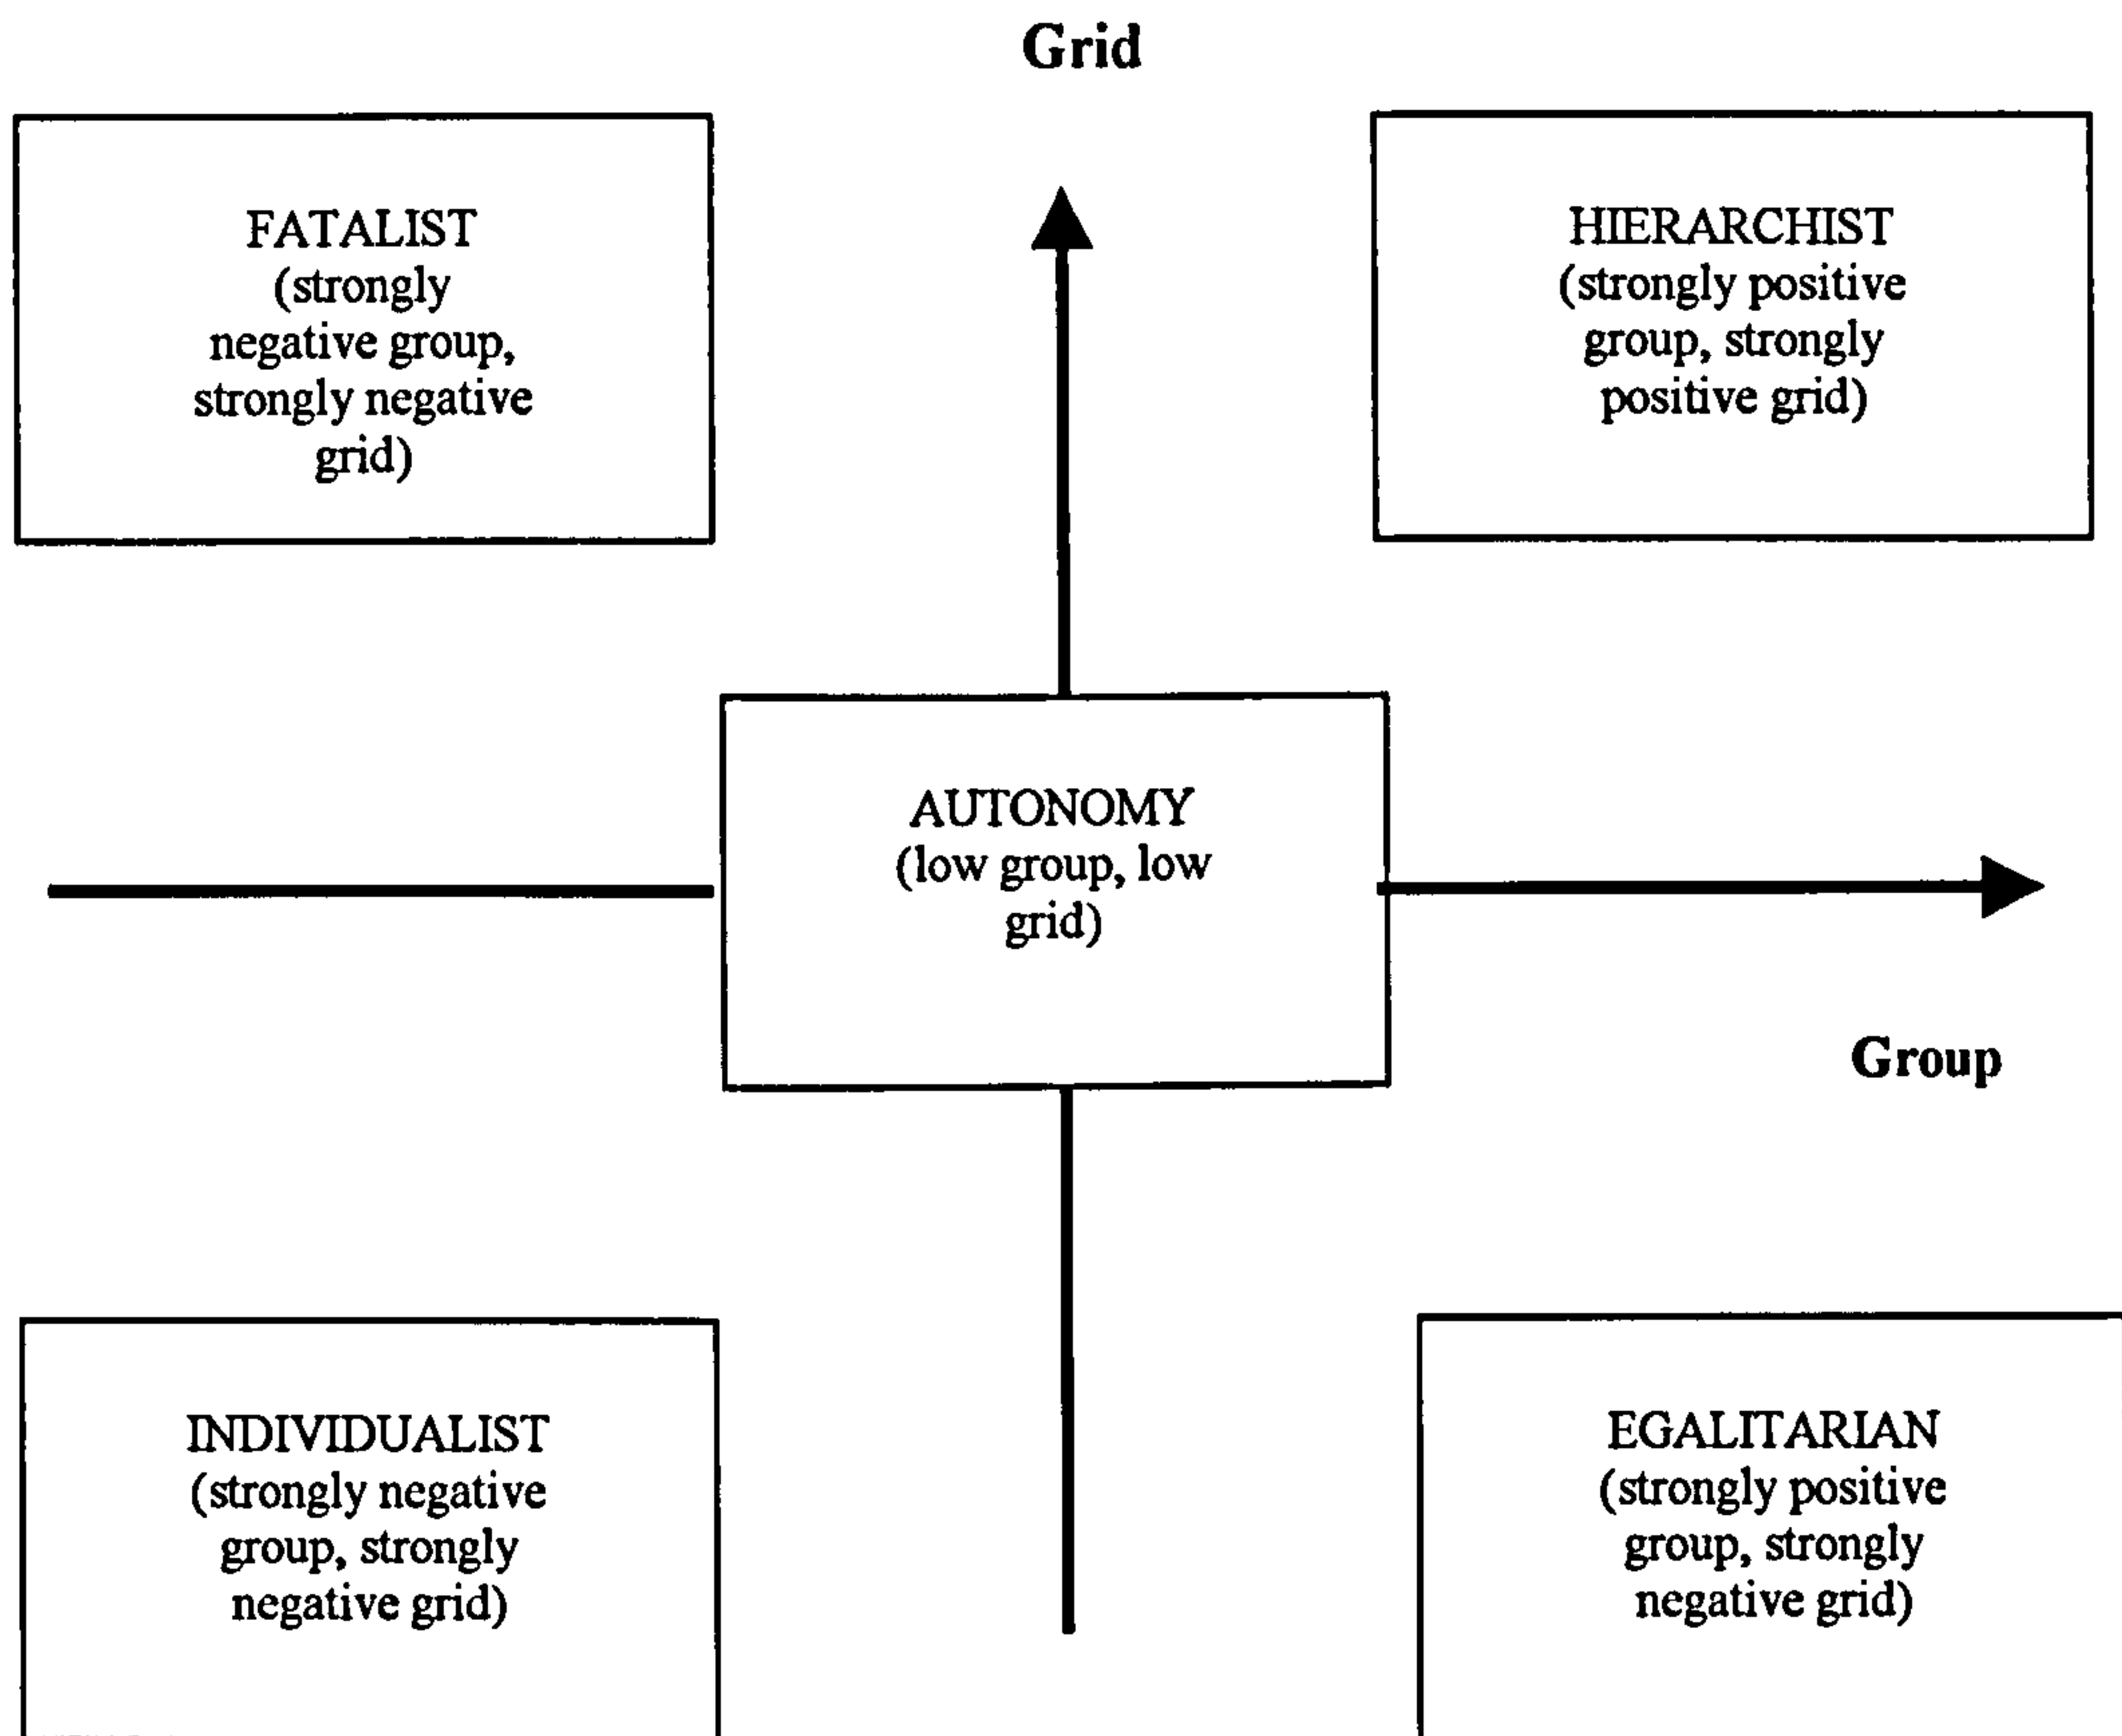 Grid
FATALIST
(strongly
negative group,
strongly negative
grid)
HIERARCHIST
(strongly positive
group, strongly
positive grid)
AUTONOMY
(low group, low
grid)
Group
INDIVIDUALIST
(strongly negative
group, strongly
negative grid)
EGALITARIAN
(strongly positive
group, strongly
negative grid)